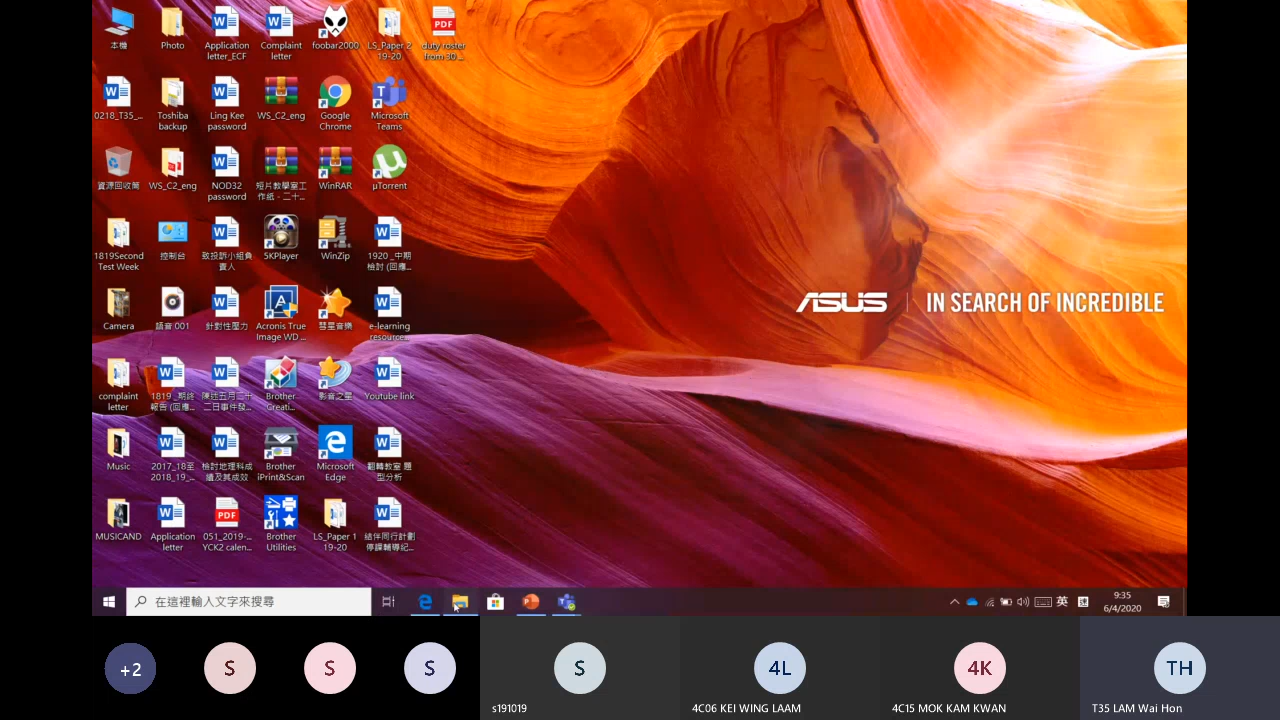 本機
Photo
Application
letter_ECF
Complaint
letter
foobar2000
LS_Paper 2
19-20
duty roster
from 30...
0218_T35_...
Toshiba
backup
Ling Kee
password
WS_C2_eng
Google
Chrome
Microsoft
Teams
資源回收筒
WS_C2_eng
NOD32
password
短片教學室工
作紙 - 二十...
WinRAR
µTorrent
1819Second
Test Week
控制台
致投訴小組負
責人
5KPlayer
WinZip
1920 _中期
檢討 (回應...
Camera
錄音 001
針對性壓力
Acronis True
Image WD ...
彗星音樂
e-learning
resource...
complaint
letter
1819 _期終
報告 (回應...
陳述五月二十
二日事件發...
Brother
Creati...
影音之星
Youtube link
Music
2017_18至
2018_19_...
檢討地理科成
績及其成效
Brother
iPrint&Scan
Microsoft
Edge
翻轉教室 題
型分析
MUSICAND
Application
letter
051_2019-...
YCK2 calen...
Brother
Utilities
LS_Paper 1
19-20
結伴同行計劃
停課輔導紀...
ASUS
IN SEARCH OF INCREDIBLE
在這裡輸入文字來搜尋
英
9:35
6/4/2020
+2
S
S
S
S
4L
4K
TH
s191019
4C06 KEI WING LAAM
4C15 MOK KAM KWAN
T35 LAM Wai Hon